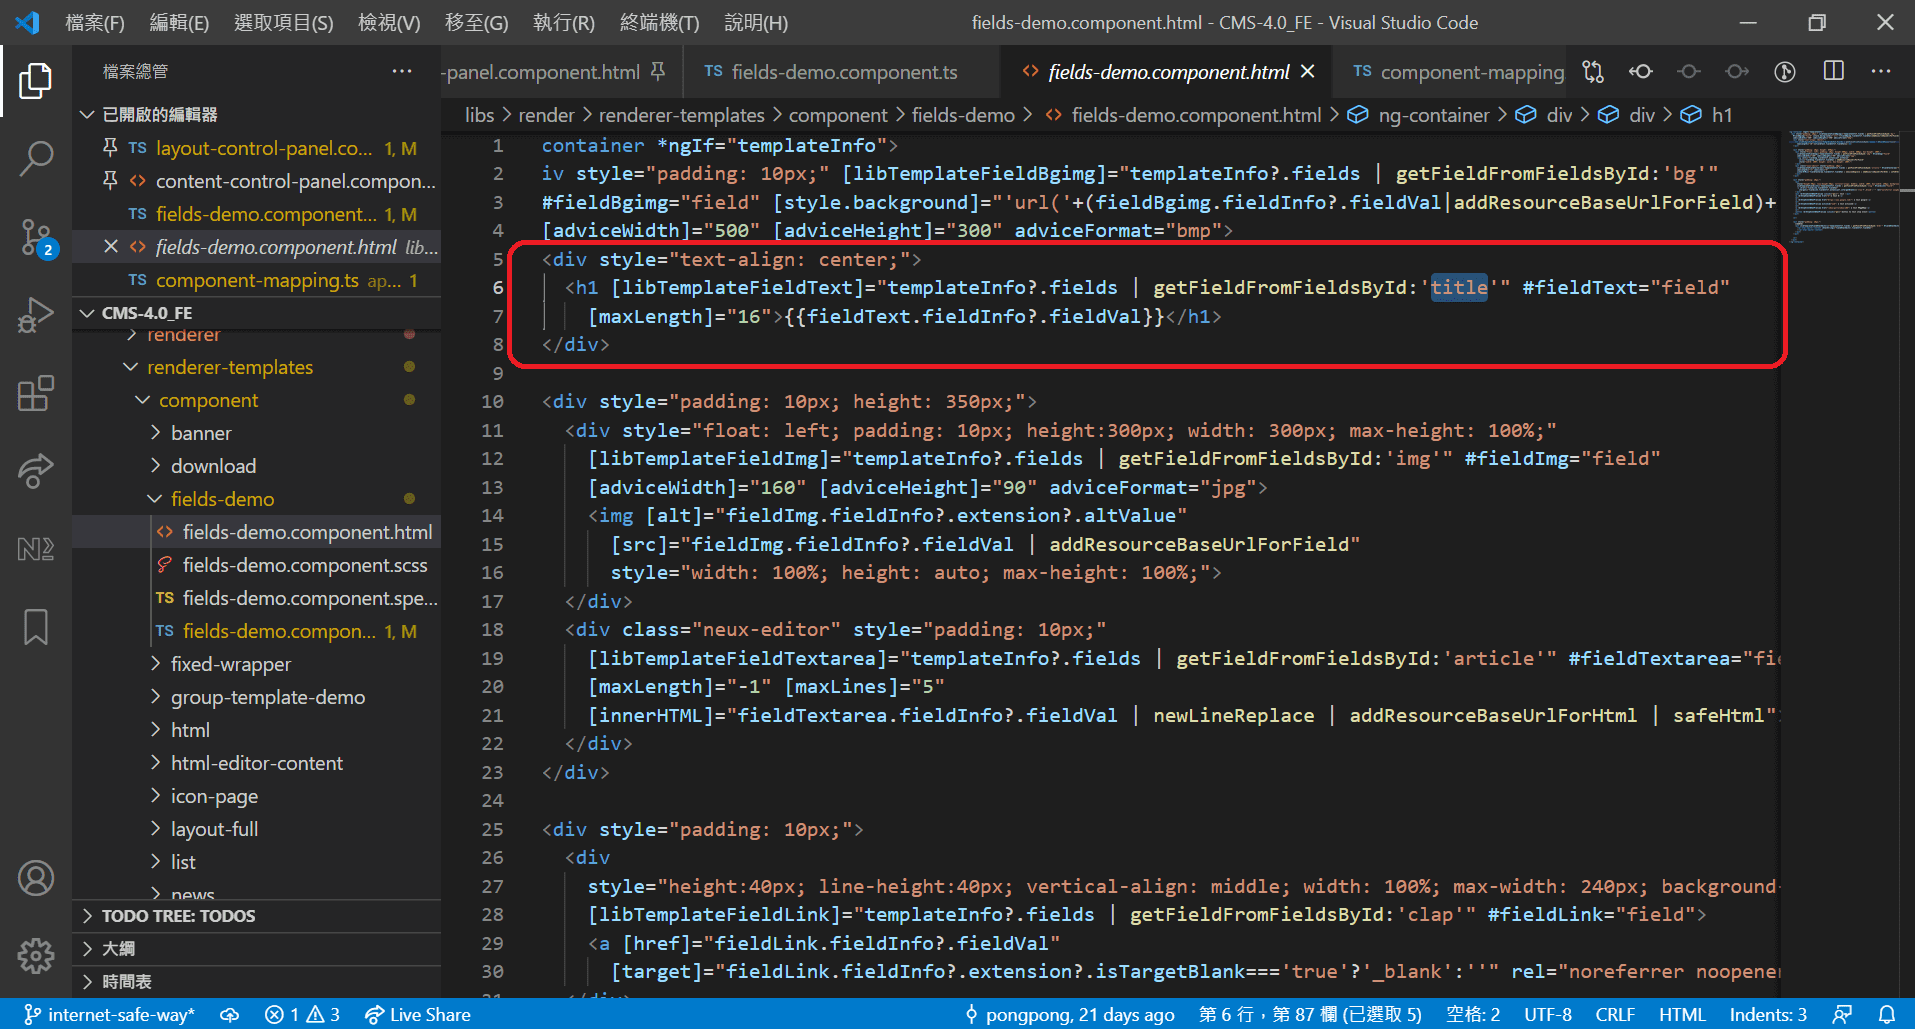 檔案(F) 編輯(E) 選取項目(S) 檢視(V) 移至(G) 執行(R) 終端機(T) 說明(H)
fields-demo.component.html - CMS-4.0_FE - Visual Studio Code
檔案總管
-panel.component.html
TS fields-demo.component.ts
fields-demo.component.html
TS component-mapping
libs > render > renderer-templates > component > fields-demo > fields-demo.component.html > ng-container > div > div > h1
已開啟的編輯器
TS layout-control-panel.co... 1, M
content-control-panel.compon...
TS fields-demo.component... 1, M
fields-demo.component.html lib...
TS component-mapping.ts ap... 1
CMS-4.0_FE
renderer
renderer-templates
component
banner
download
fields-demo
fields-demo.component.html
fields-demo.component.scss
TS fields-demo.component.spe...
TS fields-demo.compon... 1, M
fixed-wrapper
group-template-demo
html
html-editor-content
icon-page
layout-full
list
news
TODO TREE: TODOS
大綱
時間表
2
1 container *ngIf="templateInfo">
2 iv style="padding: 10px;" [libTemplateFieldBgimg]="templateInfo?.fields | getFieldFromFieldsById:'bg'"
3 #fieldBgimg="field" [style.background]="'url('+(fieldBgimg.fieldInfo?.fieldVal|addResourceBaseUrlForField)+
4 [adviceWidth]="500" [adviceHeight]="300" adviceFormat="bmp">
5 <div style="text-align: center;">
6 <h1 [libTemplateFieldText]="templateInfo?.fields | getFieldFromFieldsById:'title'" #fieldText="field"
7 [maxLength]="16">{{fieldText.fieldInfo?.fieldVal}}</h1>
8 </div>
9
10 <div style="padding: 10px; height: 350px;">
11 <div style="float: left; padding: 10px; height:300px; width: 300px; max-height: 100%;"
12 [libTemplateFieldImg]="templateInfo?.fields | getFieldFromFieldsById:'img'" #fieldImg="field"
13 [adviceWidth]="160" [adviceHeight]="90" adviceFormat="jpg">
14 <img [alt]="fieldImg.fieldInfo?.extension?.altValue"
15 [src]="fieldImg.fieldInfo?.fieldVal | addResourceBaseUrlForField"
16 style="width: 100%; height: auto; max-height: 100%;">
17 </div>
18 <div class="neux-editor" style="padding: 10px;"
19 [libTemplateFieldTextarea]="templateInfo?.fields | getFieldFromFieldsById:'article'" #fieldTextarea="fie
20 [maxLength]="-1" [maxLines]="5"
21 [innerHTML]="fieldTextarea.fieldInfo?.fieldVal | newLineReplace | addResourceBaseUrlForHtml | safeHtml"
22 </div>
23 </div>
24
25 <div style="padding: 10px;">
26 <div
27 style="height:40px; line-height:40px; vertical-align: middle; width: 100%; max-width: 240px; background
28 [libTemplateFieldLink]="templateInfo?.fields | getFieldFromFieldsById:'clap'" #fieldLink="field">
29 <a [href]="fieldLink.fieldInfo?.fieldVal"
30 [target]="fieldLink.fieldInfo?.extension?.isTargetBlank==='true'?'_blank':''" rel="noreferrer noopene
internet-safe-way* 1 3 Live Share
pongpong, 21 days ago 第 6 行，第 87 欄 (已選取 5) 空格: 2 UTF-8 CRLF HTML Indents: 3